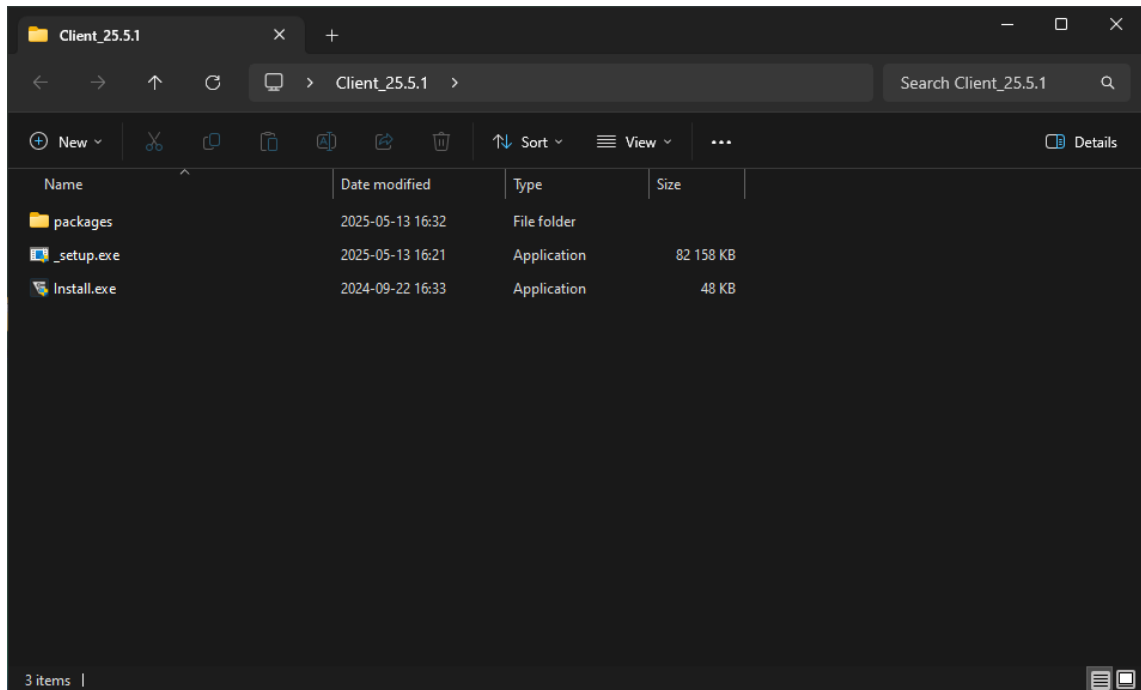 Client_25.5.1
Client_25.5.1 Search Client_25.5.1
New Sort View Details
Name Date modified Type Size
packages 2025-05-13 16:32 File folder
_setup.exe 2025-05-13 16:21 Application 82 158 KB
Install.exe 2024-09-22 16:33 Application 48 KB
3 items